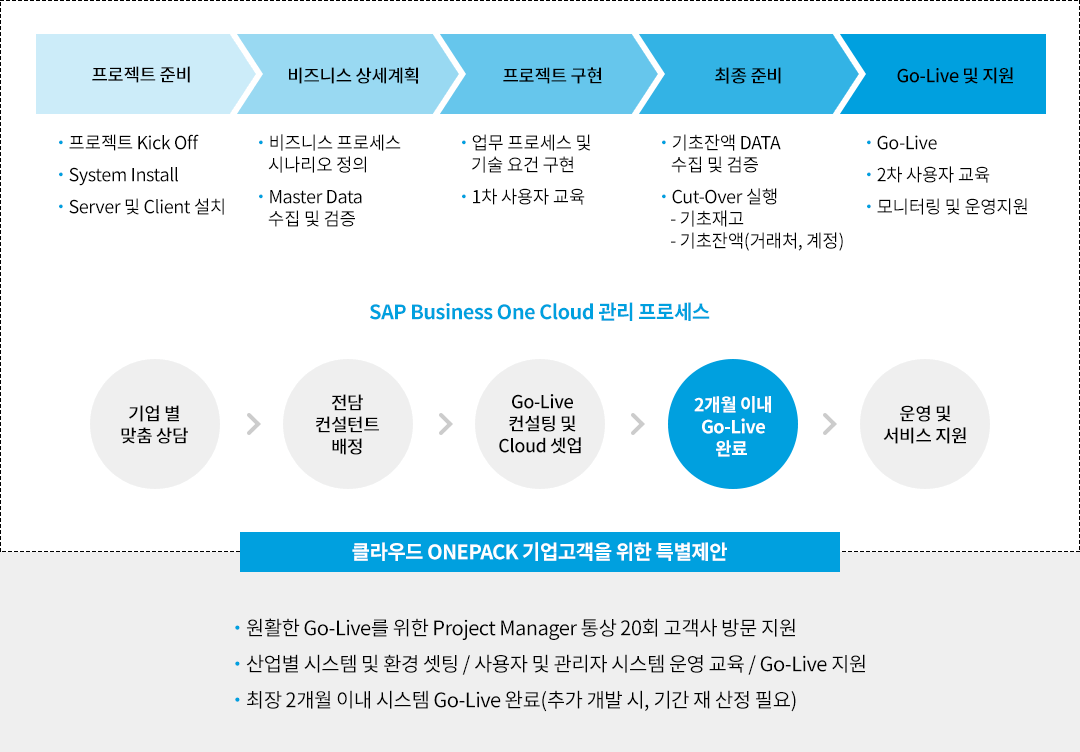 프로젝트 준비
비즈니스 상세계획
프로젝트 구현
최종 준비
Go-Live 및 지원
• 프로젝트 Kick Off
• System Install
• Server 및 Client 설치
• 비즈니스 프로세스
시나리오 정의
• Master Data
수집 및 검증
• 업무 프로세스 및
기술 요건 구현
• 1차 사용자 교육
• 기초잔액 DATA
수집 및 검증
• Cut-Over 실행
- 기초재고
- 기초잔액(거래처, 계정)
• Go-Live
• 2차 사용자 교육
• 모니터링 및 운영지원
SAP Business One Cloud 관리 프로세스
기업 별
맞춤 상담
전담
컨설턴트
배정
Go-Live
컨설팅 및
Cloud 셋업
2개월 이내
Go-Live
완료
운영 및
서비스 지원
클라우드 ONEPACK 기업고객을 위한 특별제안
• 원활한 Go-Live를 위한 Project Manager 통상 20회 고객사 방문 지원
• 산업별 시스템 및 환경 셋팅 / 사용자 및 관리자 시스템 운영 교육 / Go-Live 지원
• 최장 2개월 이내 시스템 Go-Live 완료(추가 개발 시, 기간 재 산정 필요)